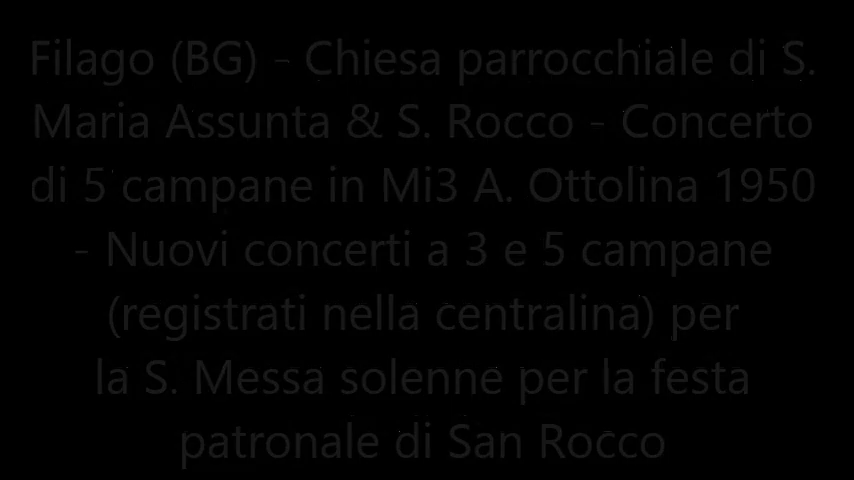 Filago (BG) - Chiesa parrocchiale di S.
Maria Assunta & S. Rocco - Concerto
di 5 campane in Mi3 A. Ottolina 1950
- Nuovi concerti a 3 e 5 campane
(registrati nella centralina) per
la S. Messa solenne per la festa
patronale di San Rocco